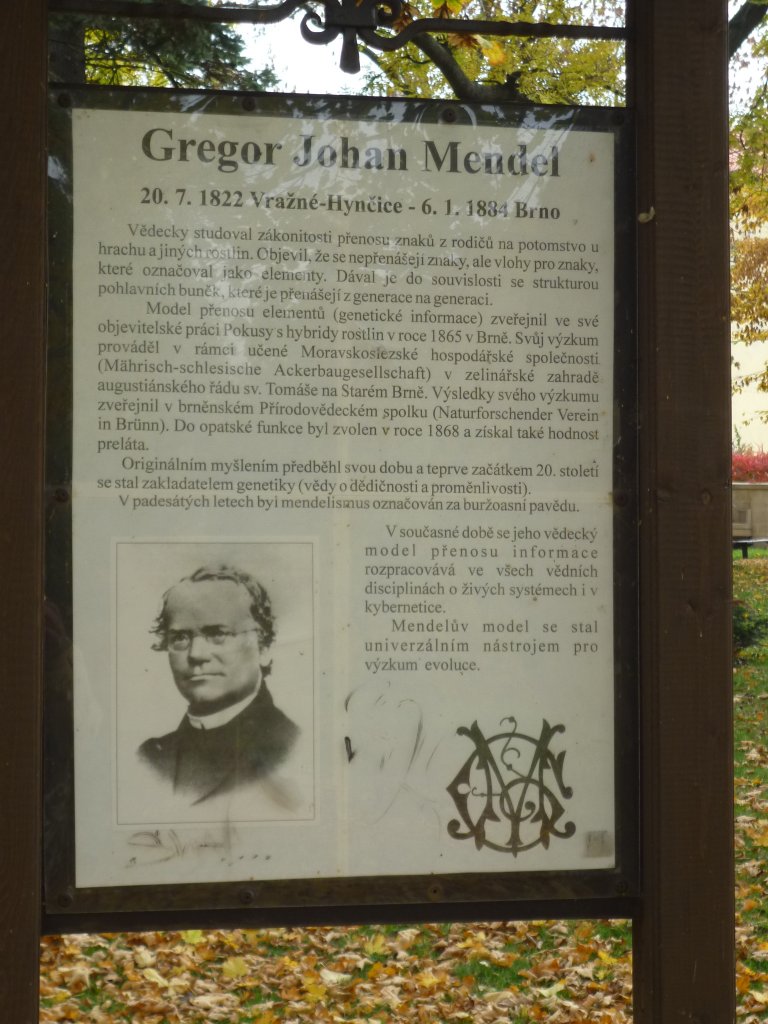 Gregor Johan Mendel
20. 7. 1822 Vražné-Hynčice - 6. 1. 1884 Brno
Vědecky studoval zákonitosti přenosu znaků z rodičů na potomstvo u
hrachu a jiných rostlin. Objevil, že se nepřenášejí znaky, ale vlohy pro znaky,
které označoval jako elementy. Dával je do souvislosti se strukturou
pohlavních buněk, které je přenášejí z generace na generaci.
Model přenosu elementů (genetické informace) zveřejnil ve své
objevitelské práci Pokusy s hybridy rostlin v roce 1865 v Brně. Svůj výzkum
prováděl v rámci učené Moravskoslezské hospodářské společnosti
(Mährisch-schlesische Ackerbaugesellschaft) v zelinářské zahradě
augustiánského řádu sv. Tomáše na Starém Brně. Výsledky svého výzkumu
zveřejnil v brněnském Přírodovědeckém spolku (Naturforschender Verein
in Brünn). Do opatské funkce byl zvolen v roce 1868 a získal také hodnost
preláta.
Originálním myšlením předběhl svou dobu a teprve začátkem 20. století
se stal zakladatelem genetiky (vědy o dědičnosti a proměnlivosti).
V padesátých letech byl mendelismus označován za buržoasní pavědu.
V současné době se jeho vědecký
model přenosu informace
rozpracovává ve všech vědních
disciplinách o živých systémech i v
kybernetice.
Mendelův model se stal
univerzálním nástrojem pro
výzkum evoluce.